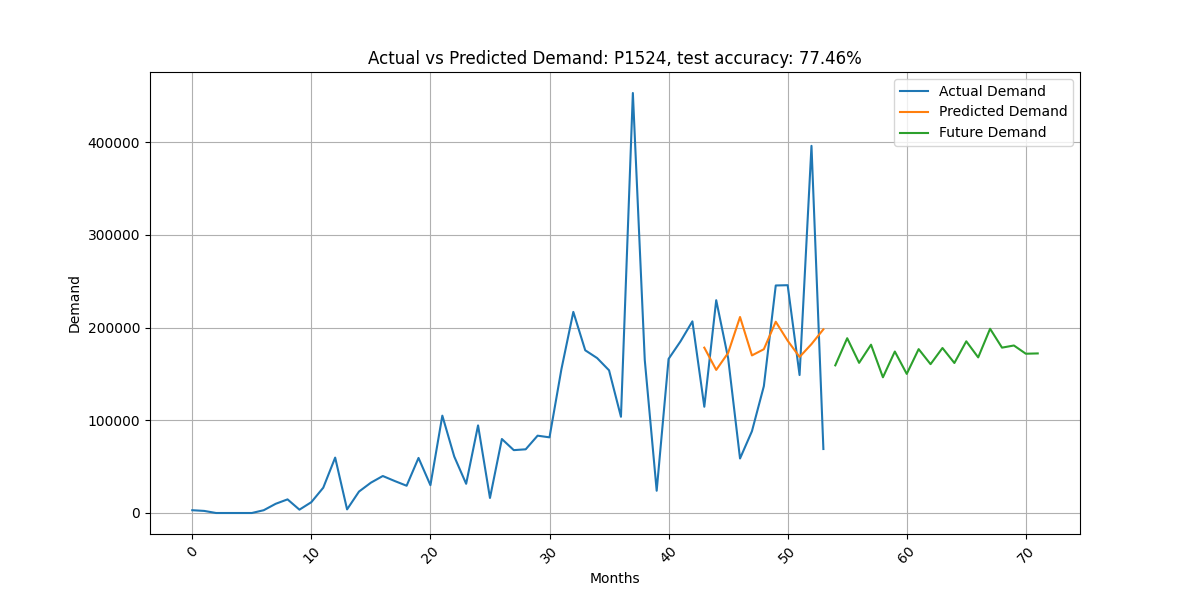 Actual vs Predicted Demand: P1524, test accuracy: 77.46%
Actual Demand
Predicted Demand
Future Demand
Demand
400000
300000
200000
100000
0
0
10
20
30
40
50
60
70
Months